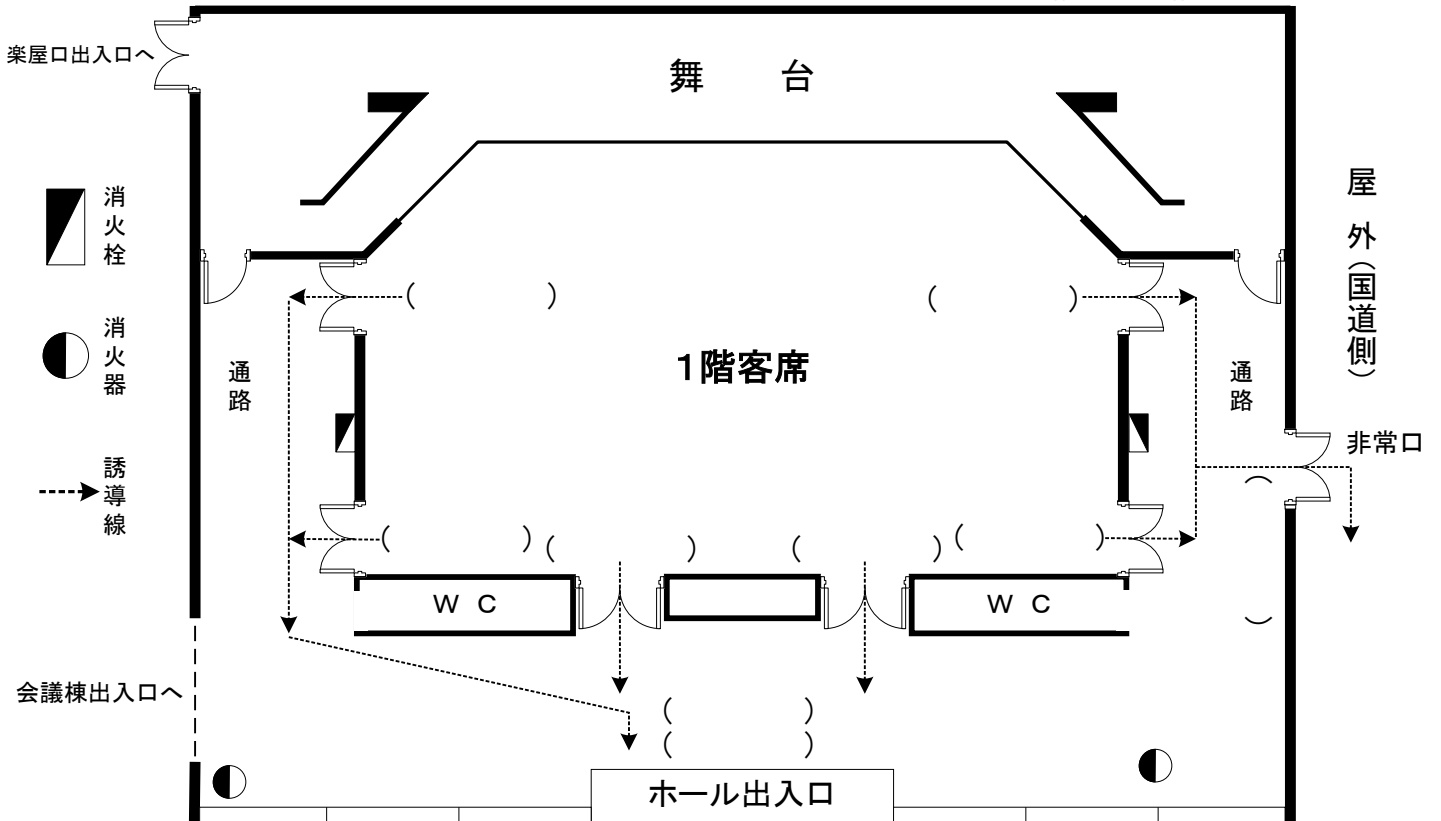 楽屋口出入口へ
舞　台
消火栓
消火器
誘導線
屋外（国道側）
通路
1階客席
通路
非常口
(　　　)
(　　　)
(　　　)
(　　　)
(　　　)
(　　　)
(　　　)
ＷＣ
ＷＣ
会議棟出入口へ
(　　　)
(　　　)
ホール出入口